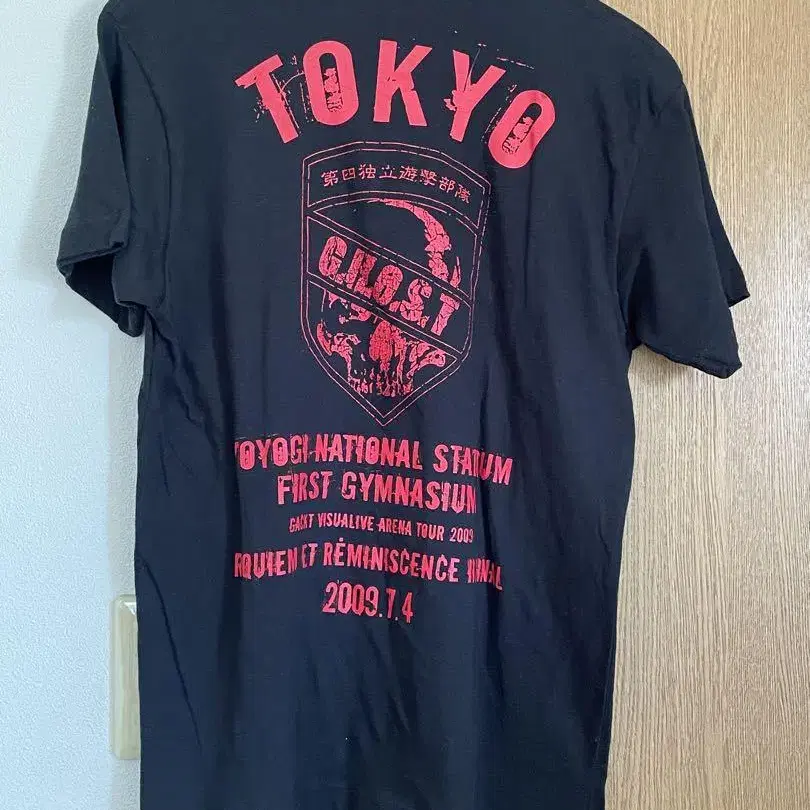 TOKYO
第四独立遊撃部隊
G.H.O.S.T
YOYOGI NATIONAL STADIUM
FIRST GYMNASIUM
GACKT VISUALIVE ARENA TOUR 2009
REQUIEM ET RÉMINISCENCE
2009.7.4